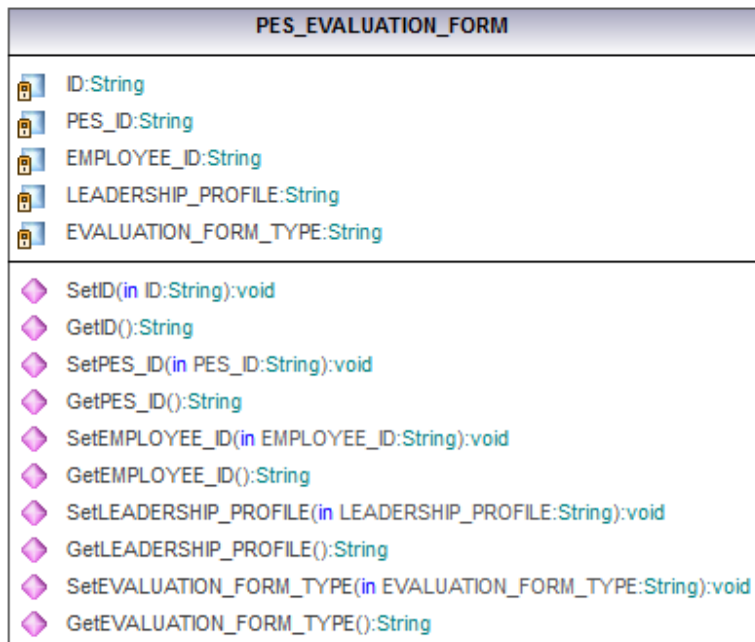 PES_EVALUATION_FORM
ID:String
PES_ID:String
EMPLOYEE_ID:String
LEADERSHIP_PROFILE:String
EVALUATION_FORM_TYPE:String
SetID(in ID:String):void
GetID():String
SetPES_ID(in PES_ID:String):void
GetPES_ID():String
SetEMPLOYEE_ID(in EMPLOYEE_ID:String):void
GetEMPLOYEE_ID():String
SetLEADERSHIP_PROFILE(in LEADERSHIP_PROFILE:String):void
GetLEADERSHIP_PROFILE():String
SetEVALUATION_FORM_TYPE(in EVALUATION_FORM_TYPE:String):void
GetEVALUATION_FORM_TYPE():String